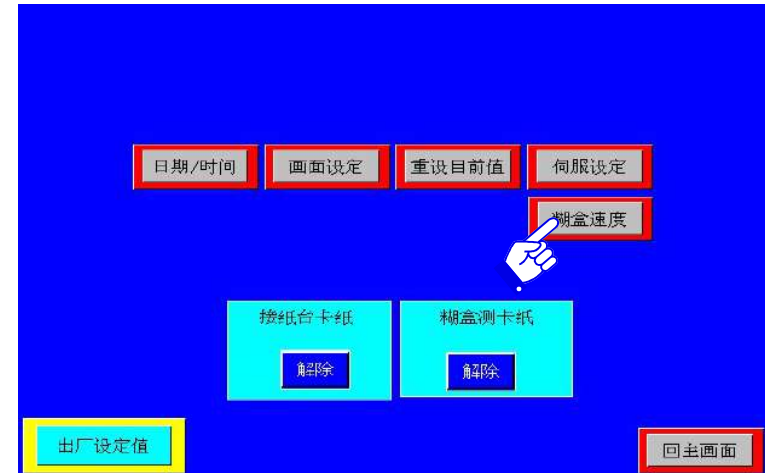 日期/时间 画面设定 重设目前值 伺服设定
糊盒速度
接纸台卡纸 糊盒测卡纸
解除 解除
出厂设定值 回主画面